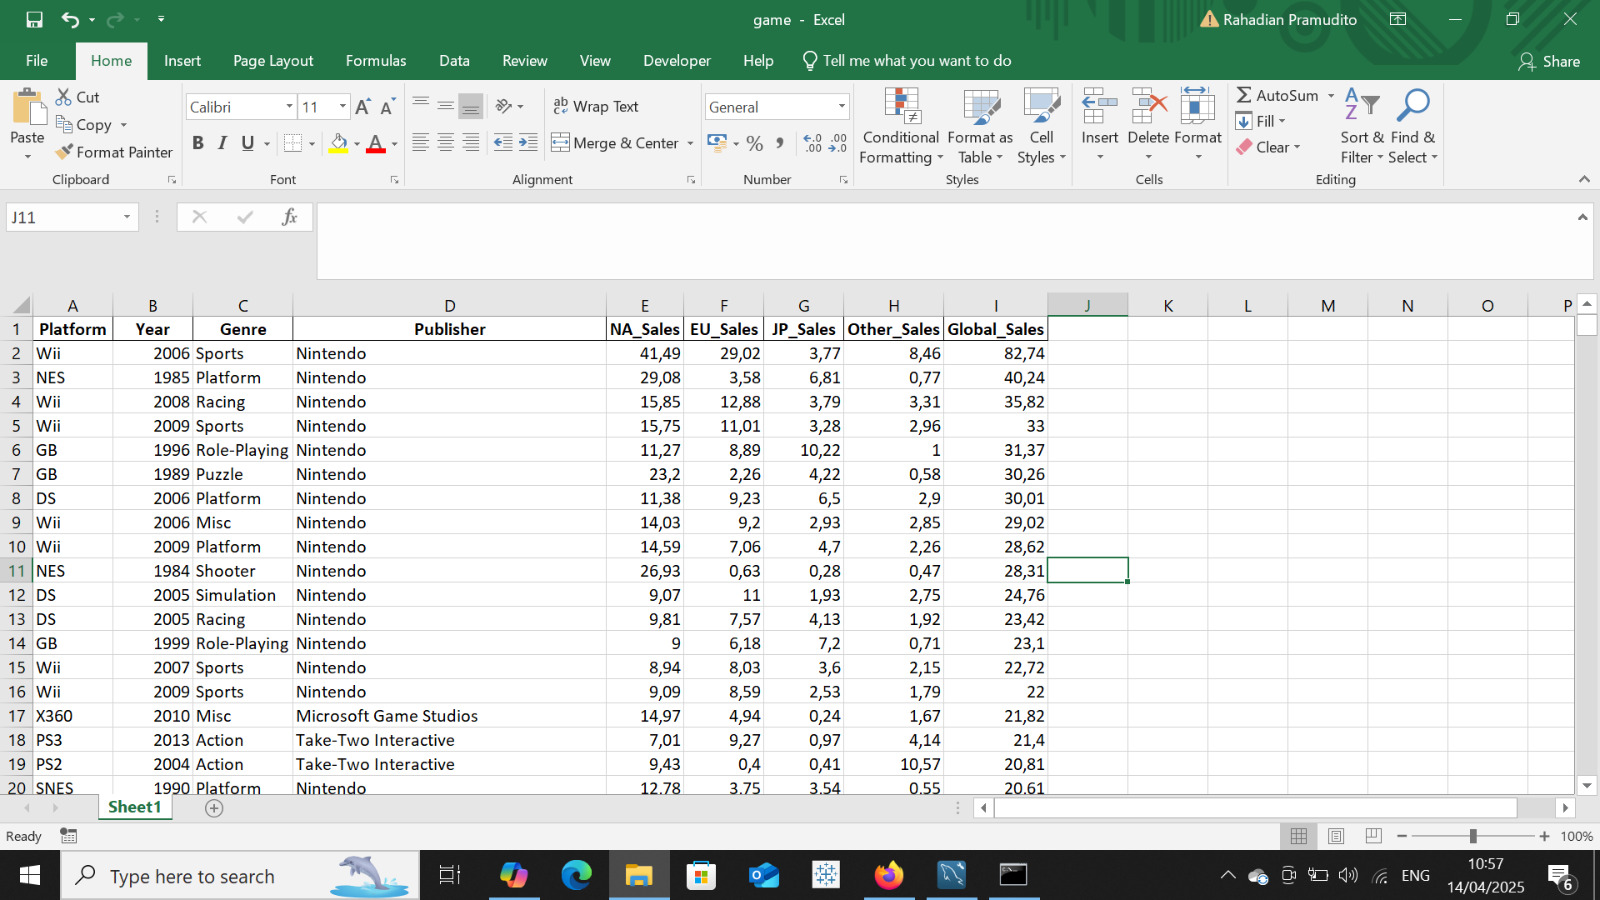 game - Excel
Rahadian Pramudito
File Home Insert Page Layout Formulas Data Review View Developer Help Tell me what you want to do Share
Paste
Cut
Copy
Format Painter
Clipboard
Calibri 11 A A
B I U A
Font
ab Wrap Text
Merge & Center
Alignment
General
% , ←.0 .00 .00 →.0
Number
Conditional Formatting
Format as Table
Cell Styles
Styles
Insert Delete Format
Cells
AutoSum
Fill
Clear
Sort & Filter
Find & Select
Editing
J11 fx
A B C D E F G H I J K L M N O P
1 Platform Year Genre Publisher NA_Sales EU_Sales JP_Sales Other_Sales Global_Sales
2 Wii 2006 Sports Nintendo 41,49 29,02 3,77 8,46 82,74
3 NES 1985 Platform Nintendo 29,08 3,58 6,81 0,77 40,24
4 Wii 2008 Racing Nintendo 15,85 12,88 3,79 3,31 35,82
5 Wii 2009 Sports Nintendo 15,75 11,01 3,28 2,96 33
6 GB 1996 Role-Playing Nintendo 11,27 8,89 10,22 1 31,37
7 GB 1989 Puzzle Nintendo 23,2 2,26 4,22 0,58 30,26
8 DS 2006 Platform Nintendo 11,38 9,23 6,5 2,9 30,01
9 Wii 2006 Misc Nintendo 14,03 9,2 2,93 2,85 29,02
10 Wii 2009 Platform Nintendo 14,59 7,06 4,7 2,26 28,62
11 NES 1984 Shooter Nintendo 26,93 0,63 0,28 0,47 28,31
12 DS 2005 Simulation Nintendo 9,07 11 1,93 2,75 24,76
13 DS 2005 Racing Nintendo 9,81 7,57 4,13 1,92 23,42
14 GB 1999 Role-Playing Nintendo 9 6,18 7,2 0,71 23,1
15 Wii 2007 Sports Nintendo 8,94 8,03 3,6 2,15 22,72
16 Wii 2009 Sports Nintendo 9,09 8,59 2,53 1,79 22
17 X360 2010 Misc Microsoft Game Studios 14,97 4,94 0,24 1,67 21,82
18 PS3 2013 Action Take-Two Interactive 7,01 9,27 0,97 4,14 21,4
19 PS2 2004 Action Take-Two Interactive 9,43 0,4 0,41 10,57 20,81
20 SNES 1990 Platform Nintendo 12,78 3,75 3,54 0,55 20,61
Sheet1
Ready 100%
Type here to search
ENG
10:57
14/04/2025
6